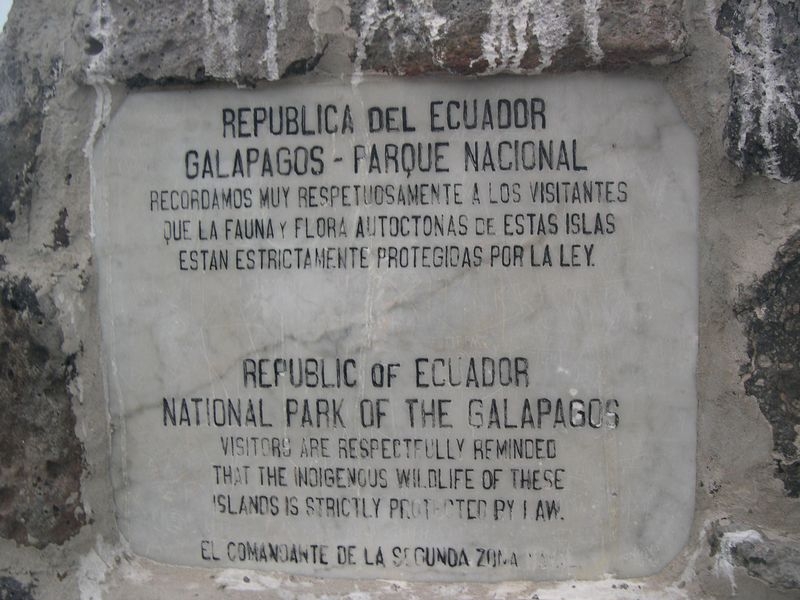 REPUBLICA DEL ECUADOR
GALAPAGOS - PARQUE NACIONAL
RECORDAMOS MUY RESPETUOSAMENTE A LOS VISITANTES
QUE LA FAUNA Y FLORA AUTOCTONAS DE ESTAS ISLAS
ESTAN ESTRICTAMENTE PROTEGIDAS POR LA LEY.
REPUBLIC OF ECUADOR
NATIONAL PARK OF THE GALAPAGOS
VISITORS ARE RESPECTFULLY REMINDED
THAT THE INDIGENOUS WILDLIFE OF THESE
ISLANDS IS STRICTLY PROTECTED BY LAW.
EL COMANDANTE DE LA SEGUNDA ZONA